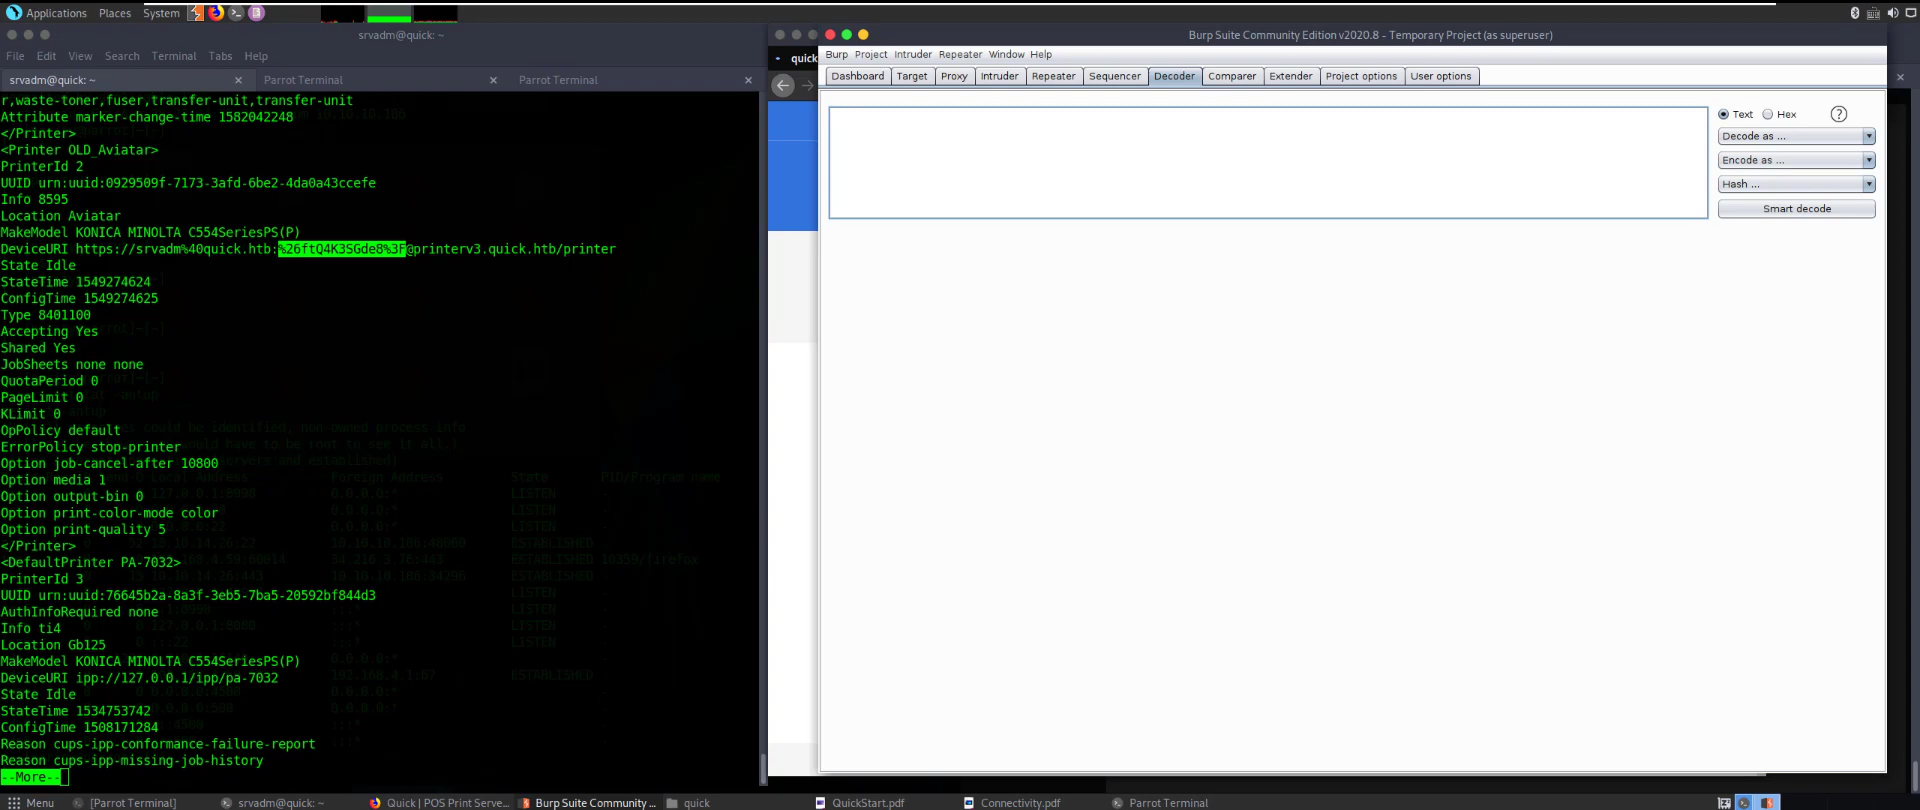 Applications Places System
srvadm@quick: ~
File Edit View Search Terminal Tabs Help
srvadm@quick: ~
Parrot Terminal
Parrot Terminal
r,waste-toner,fuser,transfer-unit,transfer-unit
Attribute marker-change-time 1582042248
</Printer>
<Printer OLD_Aviatar>
PrinterId 2
UUID urn:uuid:0929509f-7173-3afd-6be2-4da0a43ccefe
Info 8595
Location Aviatar
MakeModel KONICA MINOLTA C554SeriesPS(P)
DeviceURI https://srvadm%40quick.htb:%26ftQ4K3SGde8%3F@printerv3.quick.htb/printer
State Idle
StateTime 1549274624
ConfigTime 1549274625
Type 8401100
Accepting Yes
Shared Yes
JobSheets none none
QuotaPeriod 0
PageLimit 0
KLimit 0
OpPolicy default
ErrorPolicy stop-printer
Option job-cancel-after 10800
Option media 1
Option output-bin 0
Option print-color-mode color
Option print-quality 5
</Printer>
<DefaultPrinter PA-7032>
PrinterId 3
UUID urn:uuid:76645b2a-8a3f-3eb5-7ba5-20592bf844d3
AuthInfoRequired none
Info ti4
Location Gb125
MakeModel KONICA MINOLTA C554SeriesPS(P)
DeviceURI ipp://127.0.0.1/ipp/pa-7032
State Idle
StateTime 1534753742
ConfigTime 1508171284
Reason cups-ipp-conformance-failure-report
Reason cups-ipp-missing-job-history
--More--
quick
Burp Suite Community Edition v2020.8 - Temporary Project (as superuser)
Burp Project Intruder Repeater Window Help
Dashboard Target Proxy Intruder Repeater Sequencer Decoder Comparer Extender Project options User options
Text Hex ?
Decode as ...
Encode as ...
Hash ...
Smart decode
Menu
[Parrot Terminal]
srvadm@quick: ~
Quick | POS Print Serve...
Burp Suite Community ...
quick
QuickStart.pdf
Connectivity.pdf
Parrot Terminal